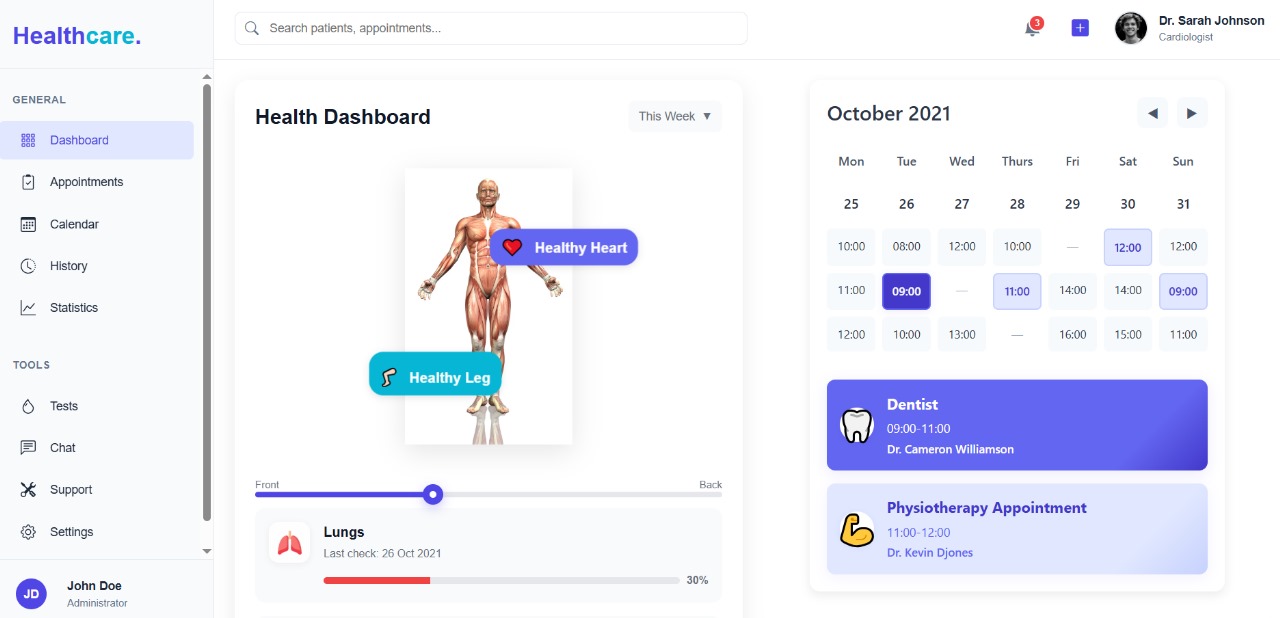 Healthcare.
GENERAL
Dashboard
Appointments
Calendar
History
Statistics
TOOLS
Tests
Chat
Support
Settings
JD
John Doe
Administrator
Search patients, appointments...
3
+
Dr. Sarah Johnson
Cardiologist
Health Dashboard
This Week ▼
Healthy Heart
Healthy Leg
Front Back
Lungs
Last check: 26 Oct 2021
30%
October 2021
◀ ▶
Mon Tue Wed Thurs Fri Sat Sun
25 26 27 28 29 30 31
10:00 08:00 12:00 10:00 — 12:00 12:00
11:00 09:00 — 11:00 14:00 14:00 09:00
12:00 10:00 13:00 — 16:00 15:00 11:00
Dentist
09:00-11:00
Dr. Cameron Williamson
Physiotherapy Appointment
11:00-12:00
Dr. Kevin Djones